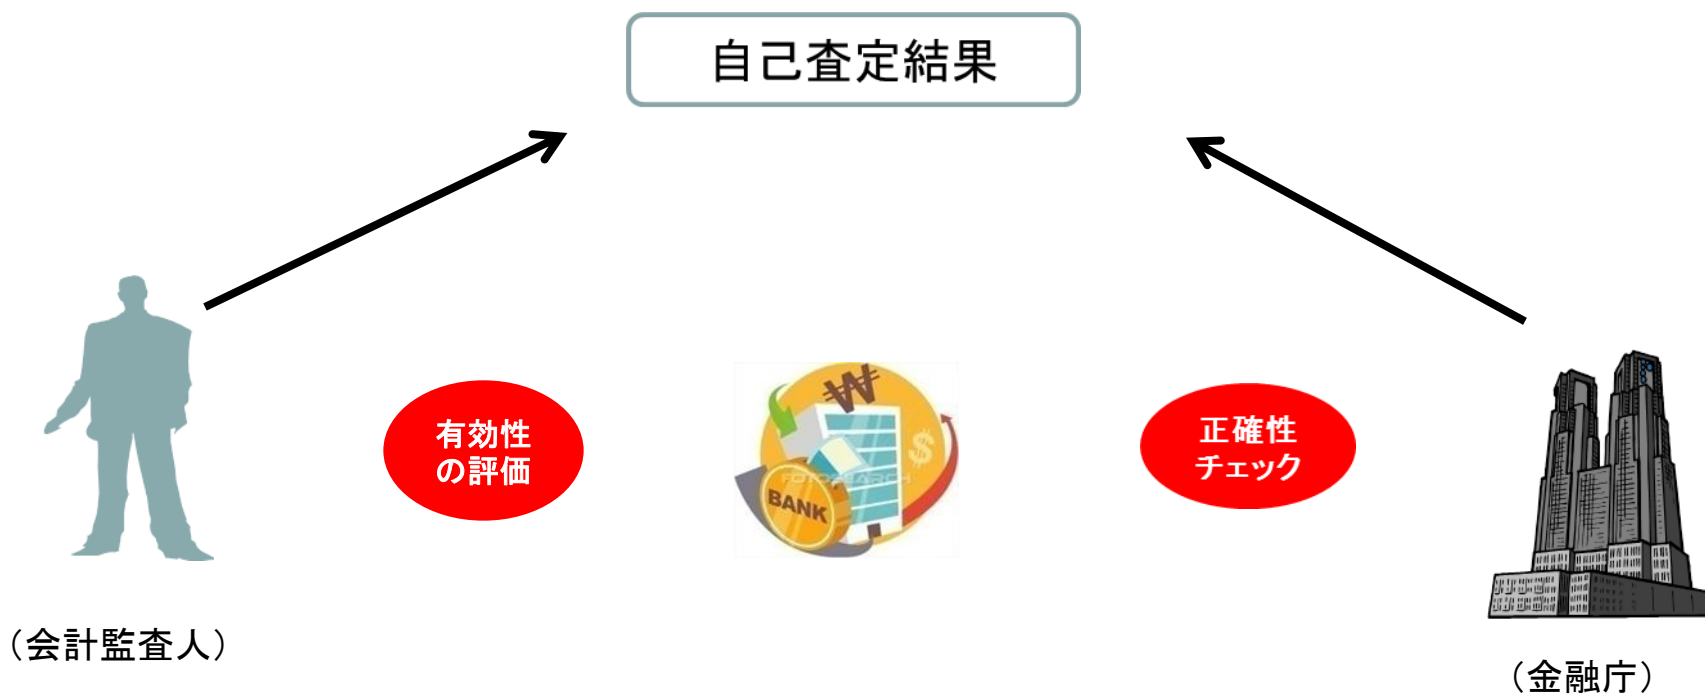 自己査定結果
有効性
の評価
正確性
チェック
₩
$
FOTOSEARCH
BANK
（会計監査人）
（金融庁）